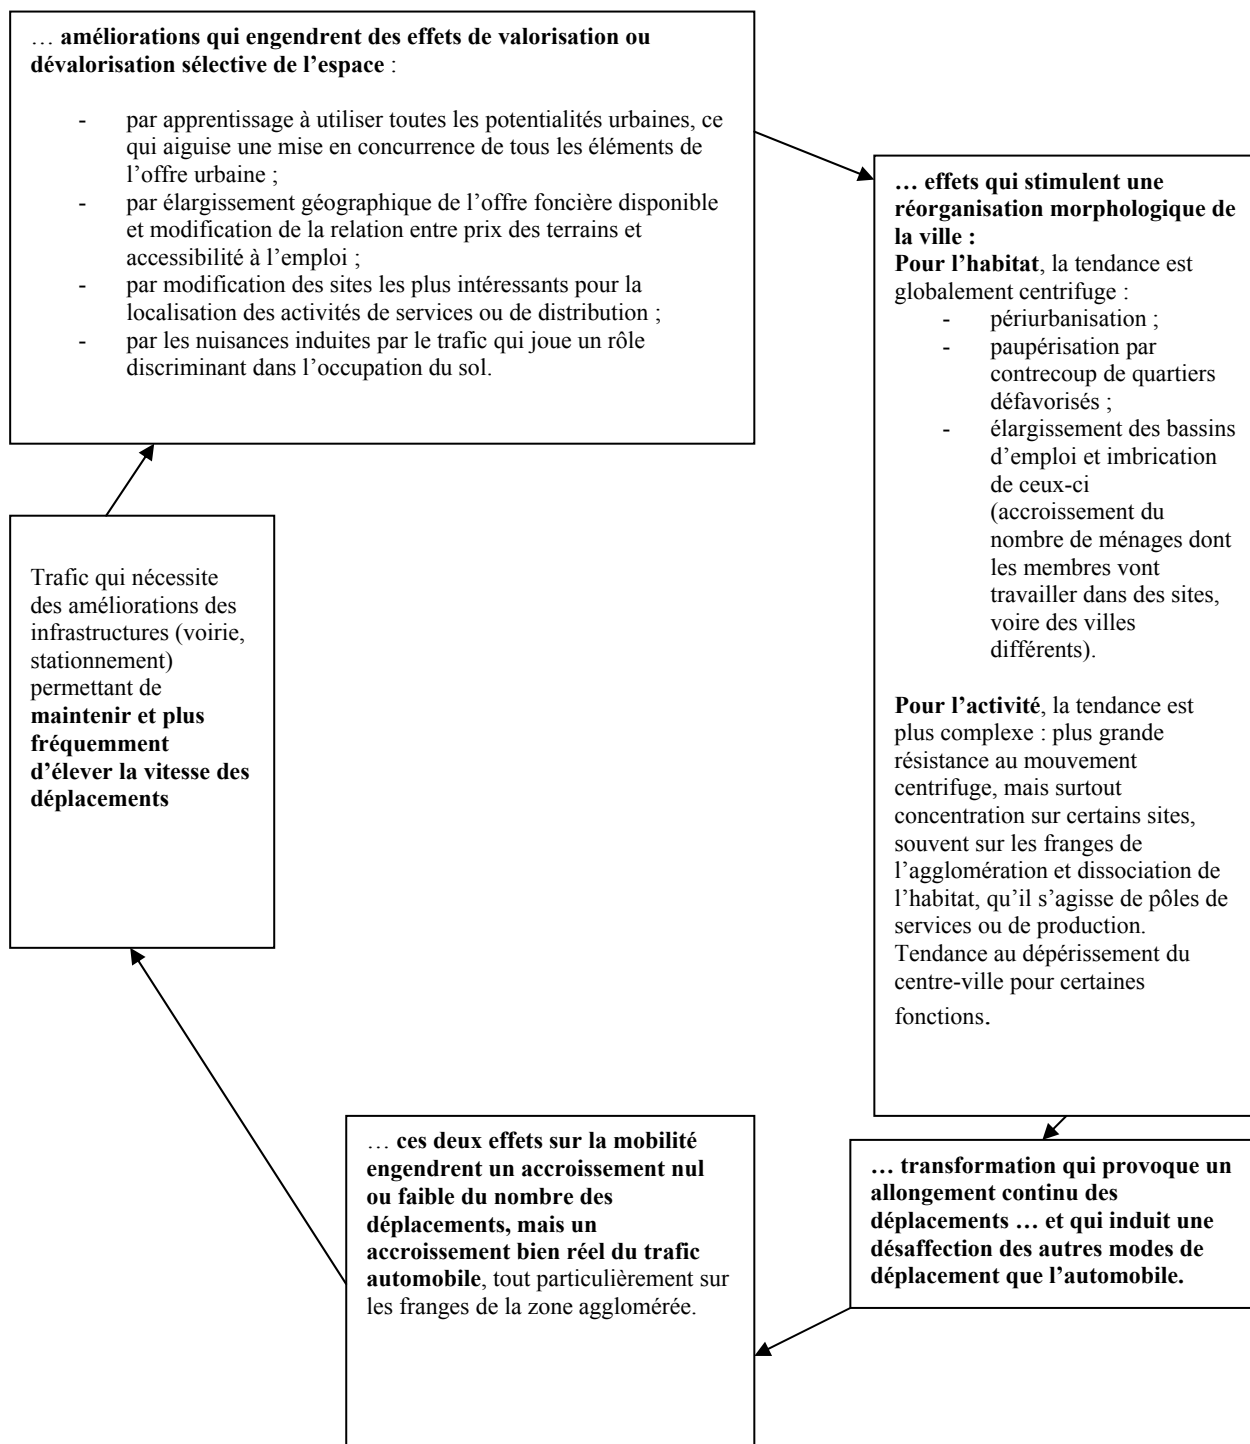 … améliorations qui engendrent des effets de valorisation ou
dévalorisation sélective de l’espace :
- par apprentissage à utiliser toutes les potentialités urbaines, ce
qui aiguise une mise en concurrence de tous les éléments de
l’offre urbaine ;
- par élargissement géographique de l’offre foncière disponible
et modification de la relation entre prix des terrains et
accessibilité à l’emploi ;
- par modification des sites les plus intéressants pour la
localisation des activités de services ou de distribution ;
- par les nuisances induites par le trafic qui joue un rôle
discriminant dans l’occupation du sol.
… effets qui stimulent une
réorganisation morphologique de
la ville :
Pour l’habitat, la tendance est
globalement centrifuge :
- périurbanisation ;
- paupérisation par
contrecoup de quartiers
défavorisés ;
- élargissement des bassins
d’emploi et imbrication
de ceux-ci
(accroissement du
nombre de ménages dont
les membres vont
travailler dans des sites,
voire des villes
différents).
Pour l’activité, la tendance est
plus complexe : plus grande
résistance au mouvement
centrifuge, mais surtout
concentration sur certains sites,
souvent sur les franges de
l’agglomération et dissociation de
l’habitat, qu’il s’agisse de pôles de
services ou de production.
Tendance au dépérissement du
centre-ville pour certaines
fonctions.
… transformation qui provoque un
allongement continu des
déplacements … et qui induit une
désaffection des autres modes de
déplacement que l’automobile.
… ces deux effets sur la mobilité
engendrent un accroissement nul
ou faible du nombre des
déplacements, mais un
accroissement bien réel du trafic
automobile, tout particulièrement sur
les franges de la zone agglomérée.
Trafic qui nécessite
des améliorations des
infrastructures (voirie,
stationnement)
permettant de
maintenir et plus
fréquemment
d’élever la vitesse des
déplacements